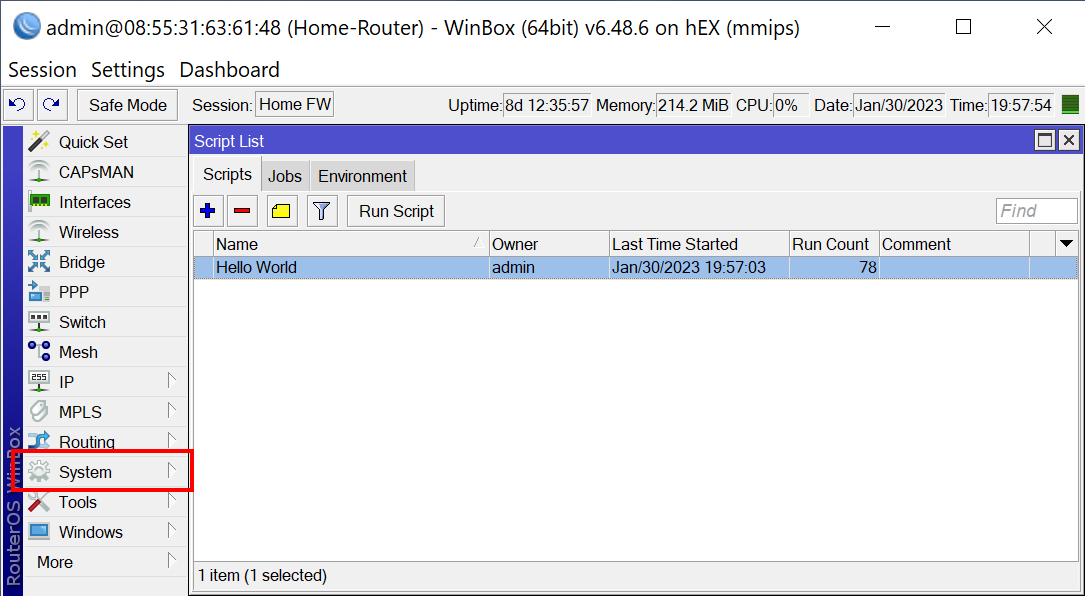 admin@08:55:31:63:61:48 (Home-Router) - WinBox (64bit) v6.48.6 on hEX (mmips)
Session Settings Dashboard
Safe Mode Session: Home FW Uptime: 8d 12:35:57 Memory: 214.2 MiB CPU: 0% Date: Jan/30/2023 Time: 19:57:54
RouterOS WinBox
Quick Set
CAPsMAN
Interfaces
Wireless
Bridge
PPP
Switch
Mesh
255
IP
MPLS
Routing
System
Tools
Windows
More
Script List
Scripts Jobs Environment
Run Script Find
Name Owner Last Time Started Run Count Comment
Hello World admin Jan/30/2023 19:57:03 78
1 item (1 selected)